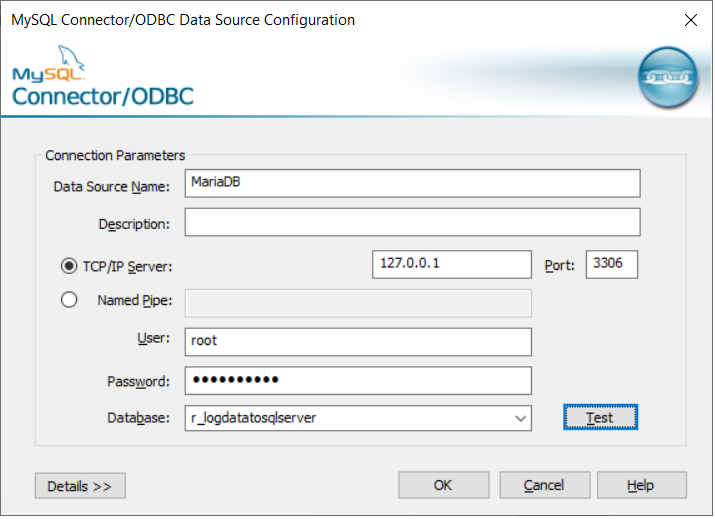 MySQL Connector/ODBC Data Source Configuration
MySQL
Connector/ODBC
Connection Parameters
Data Source Name: MariaDB
Description:
TCP/IP Server: 127.0.0.1 Port: 3306
Named Pipe:
User: root
Password: ●●●●●●●●●●
Database: r_logdatatosqlserver Test
Details >> OK Cancel Help